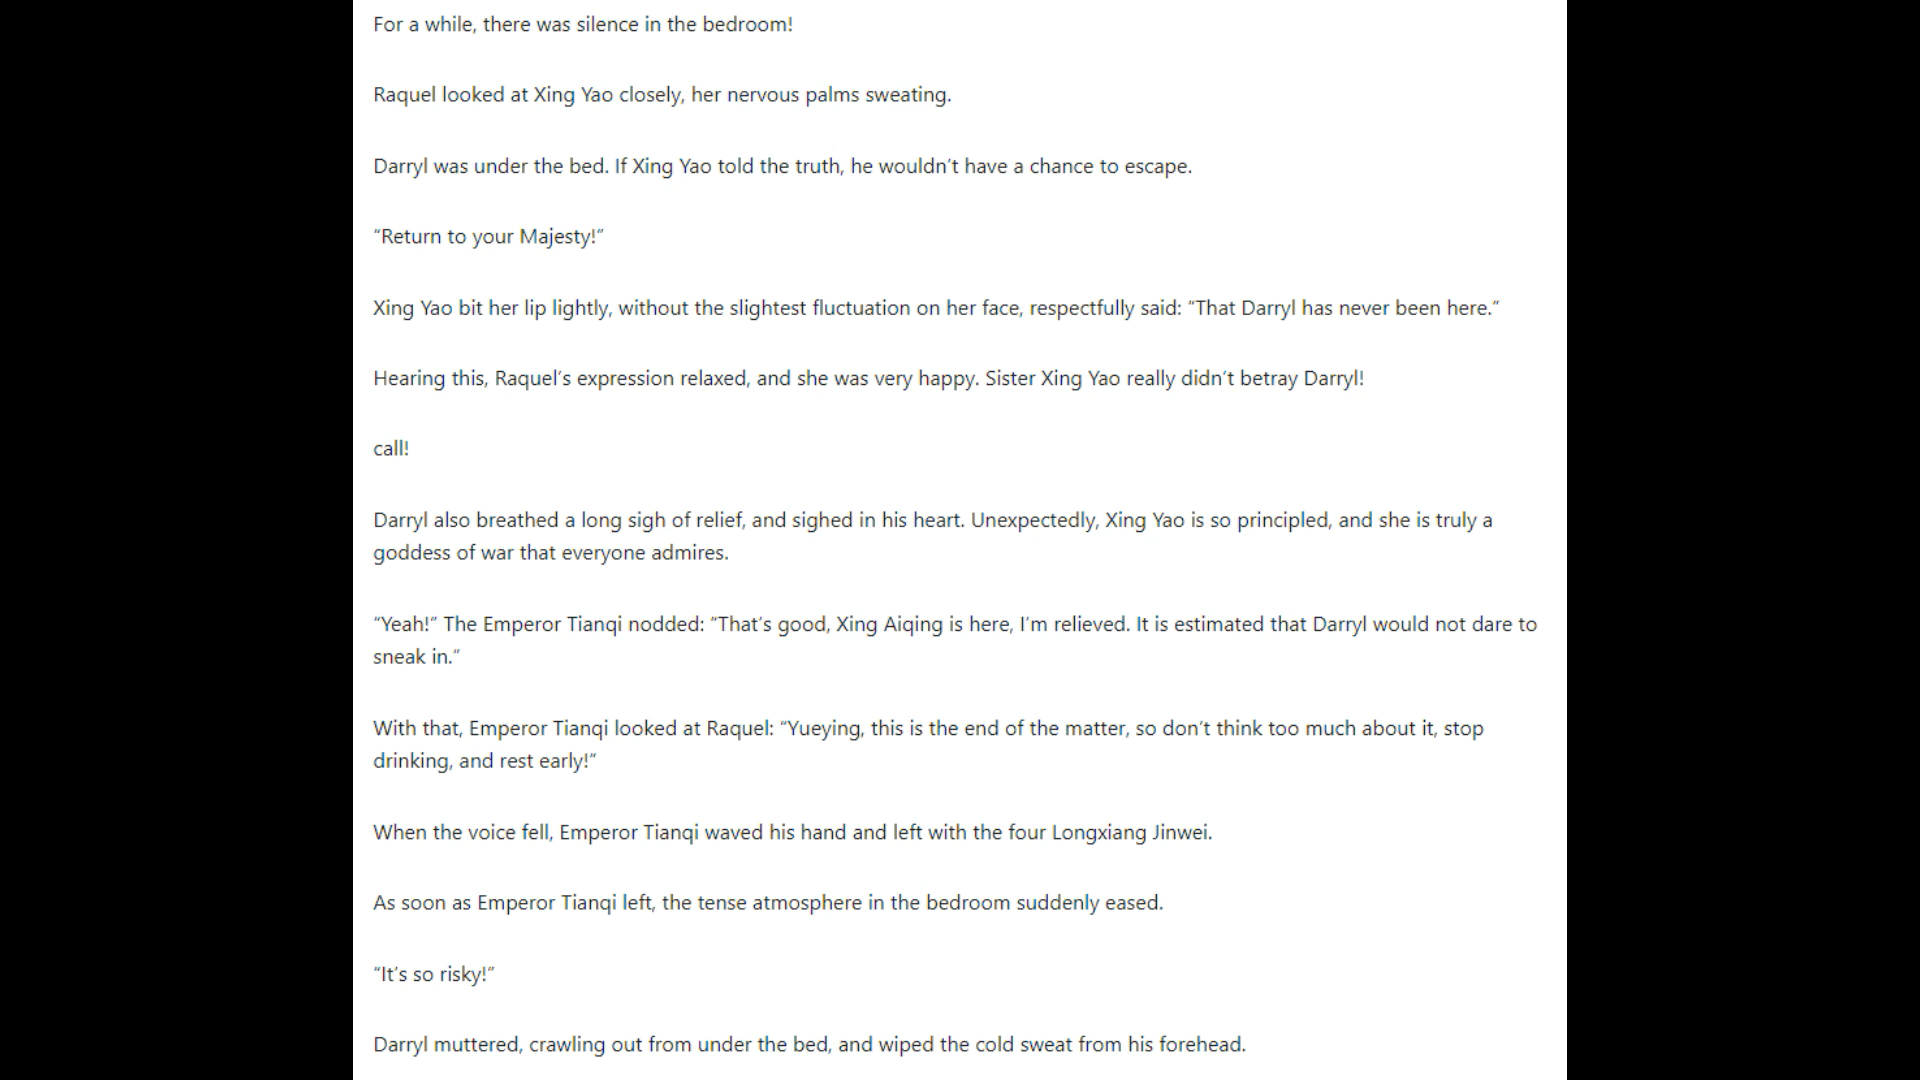 For a while, there was silence in the bedroom!
Raquel looked at Xing Yao closely, her nervous palms sweating.
Darryl was under the bed. If Xing Yao told the truth, he wouldn’t have a chance to escape.
“Return to your Majesty!”
Xing Yao bit her lip lightly, without the slightest fluctuation on her face, respectfully said: “That Darryl has never been here.”
Hearing this, Raquel’s expression relaxed, and she was very happy. Sister Xing Yao really didn’t betray Darryl!
call!
Darryl also breathed a long sigh of relief, and sighed in his heart. Unexpectedly, Xing Yao is so principled, and she is truly a
goddess of war that everyone admires.
“Yeah!” The Emperor Tianqi nodded: “That’s good, Xing Aiqing is here, I’m relieved. It is estimated that Darryl would not dare to
sneak in.”
With that, Emperor Tianqi looked at Raquel: “Yueying, this is the end of the matter, so don’t think too much about it, stop
drinking, and rest early!”
When the voice fell, Emperor Tianqi waved his hand and left with the four Longxiang Jinwei.
As soon as Emperor Tianqi left, the tense atmosphere in the bedroom suddenly eased.
“It’s so risky!”
Darryl muttered, crawling out from under the bed, and wiped the cold sweat from his forehead.